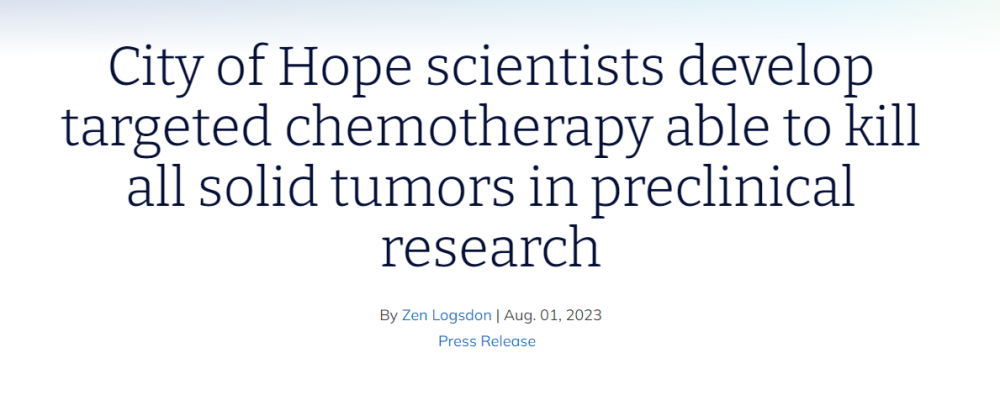 City of Hope scientists develop
targeted chemotherapy able to kill
all solid tumors in preclinical
research
By Zen Logsdon | Aug. 01, 2023
Press Release